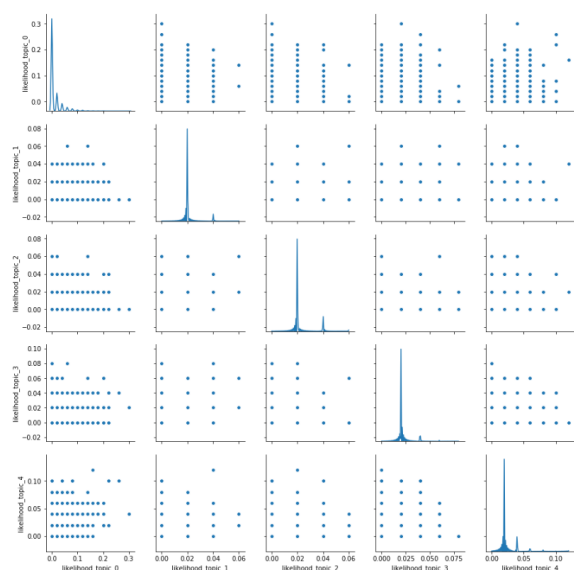 likelihood_topic_0
0.3
0.2
0.1
0.0
likelihood_topic_1
0.08
0.06
0.04
0.02
0.00
−0.02
likelihood_topic_2
0.08
0.06
0.04
0.02
0.00
−0.02
likelihood_topic_3
0.10
0.08
0.06
0.04
0.02
0.00
−0.02
likelihood_topic_4
0.10
0.05
0.00
0.0 0.1 0.2 0.3
0.00 0.02 0.04 0.06
0.00 0.02 0.04 0.06
0.000 0.025 0.050 0.075
0.00 0.05 0.10
likelihood_topic_0
likelihood_topic_1
likelihood_topic_2
likelihood_topic_3
likelihood_topic_4